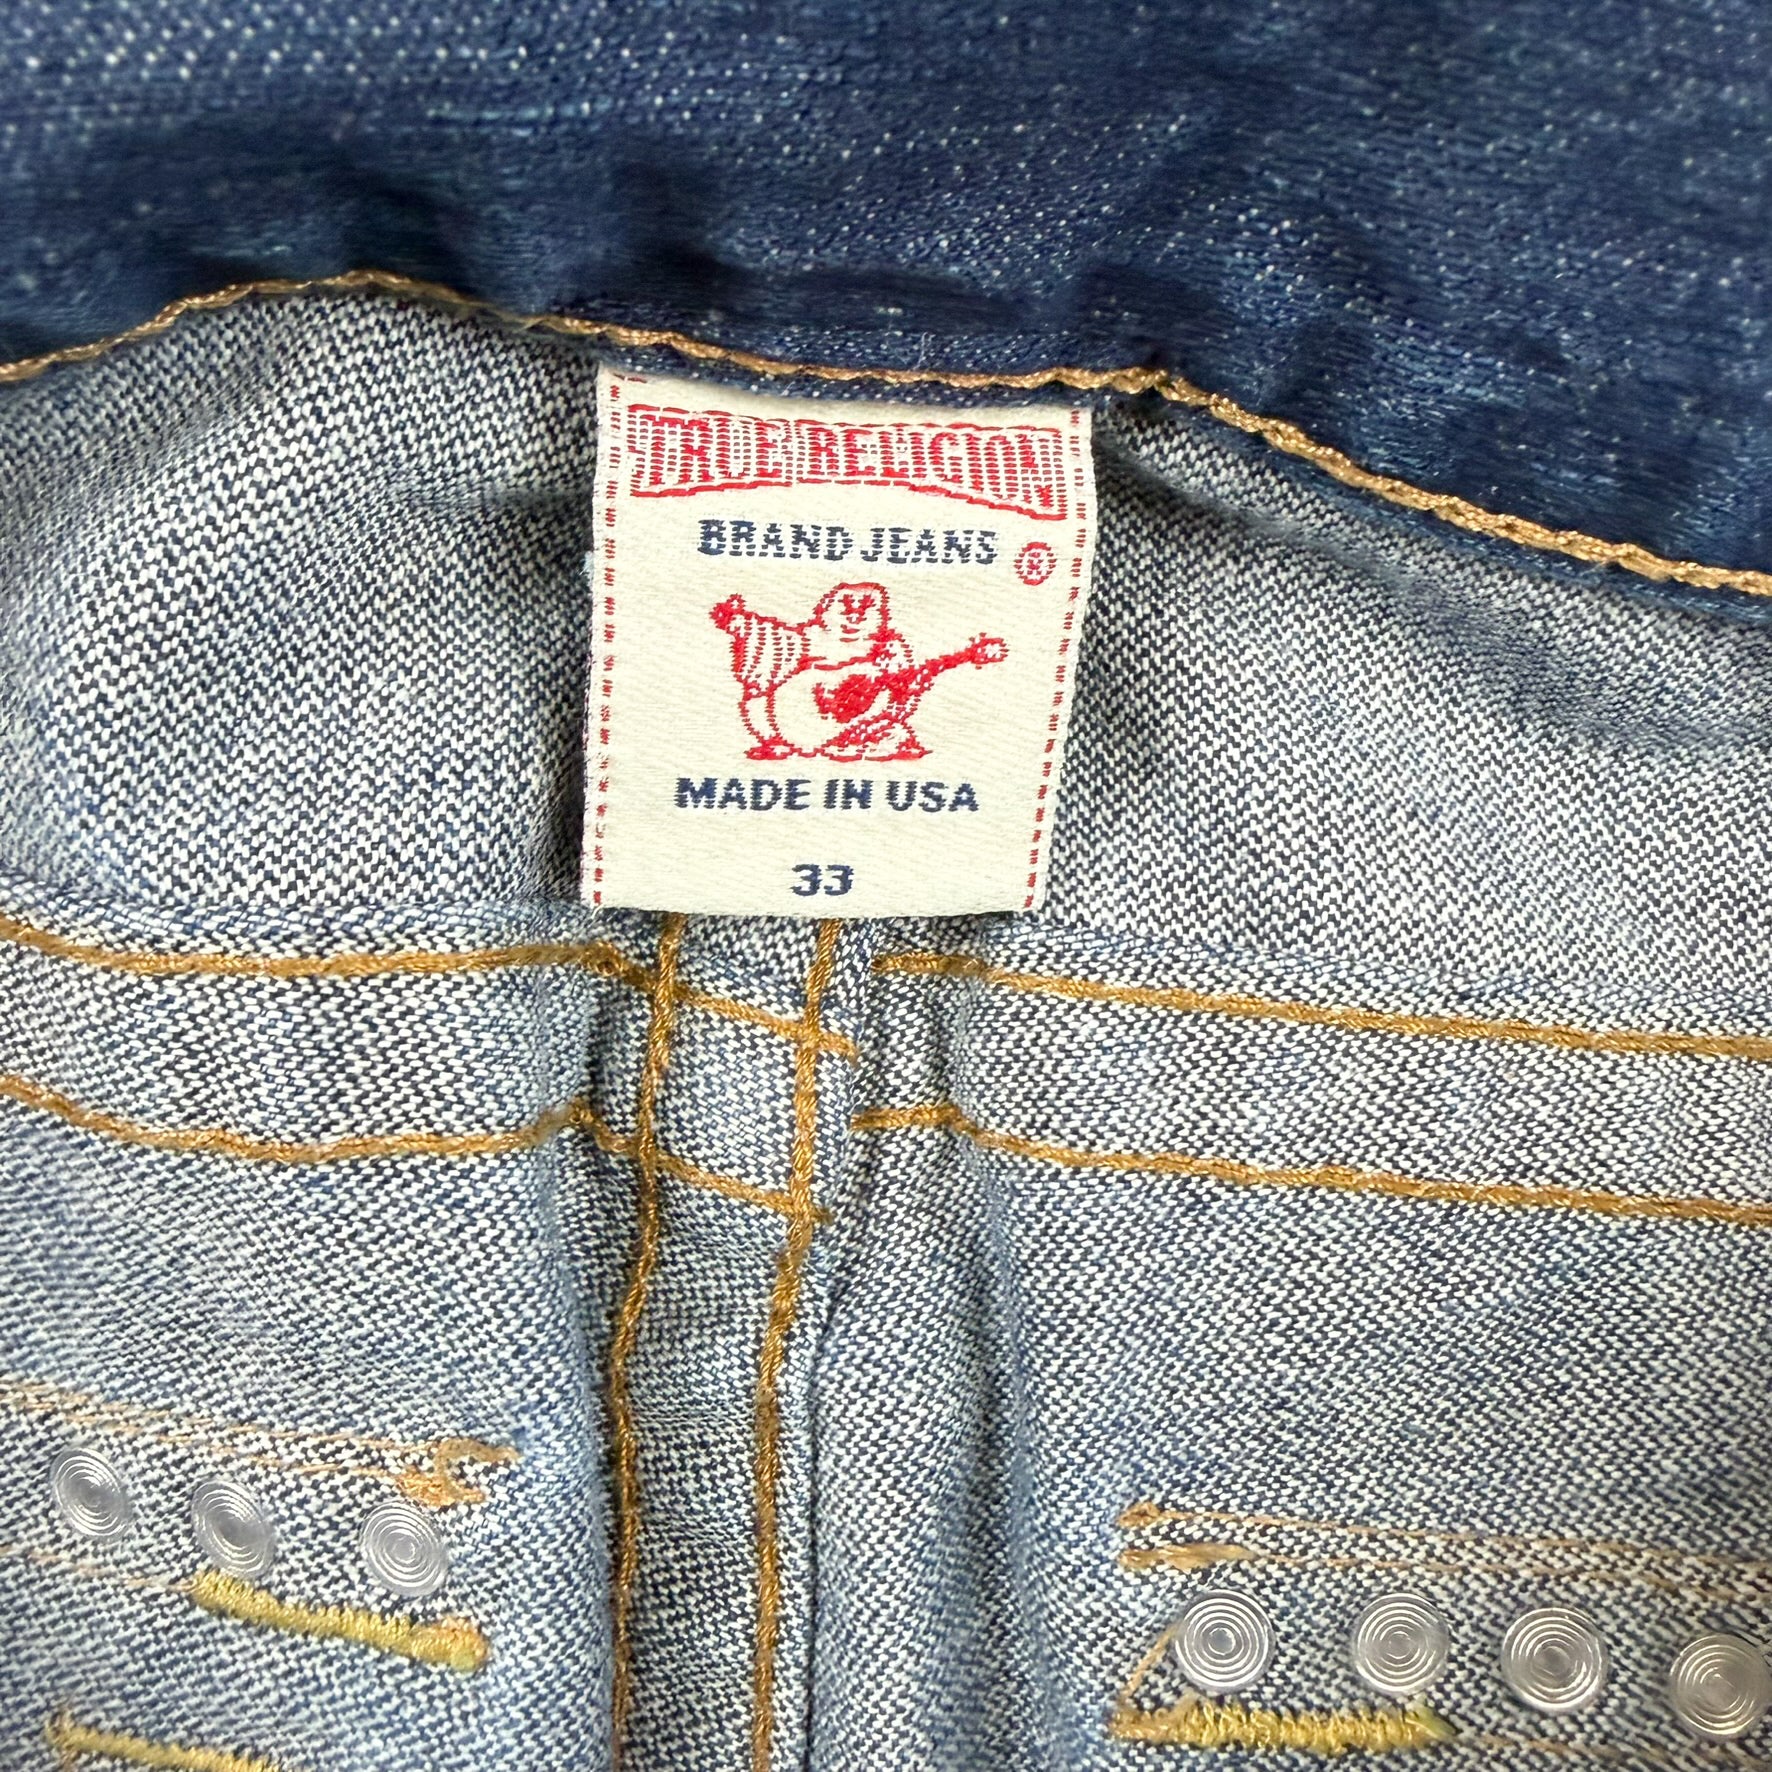 TRUE RELIGION
BRAND JEANS ®
MADE IN USA
33